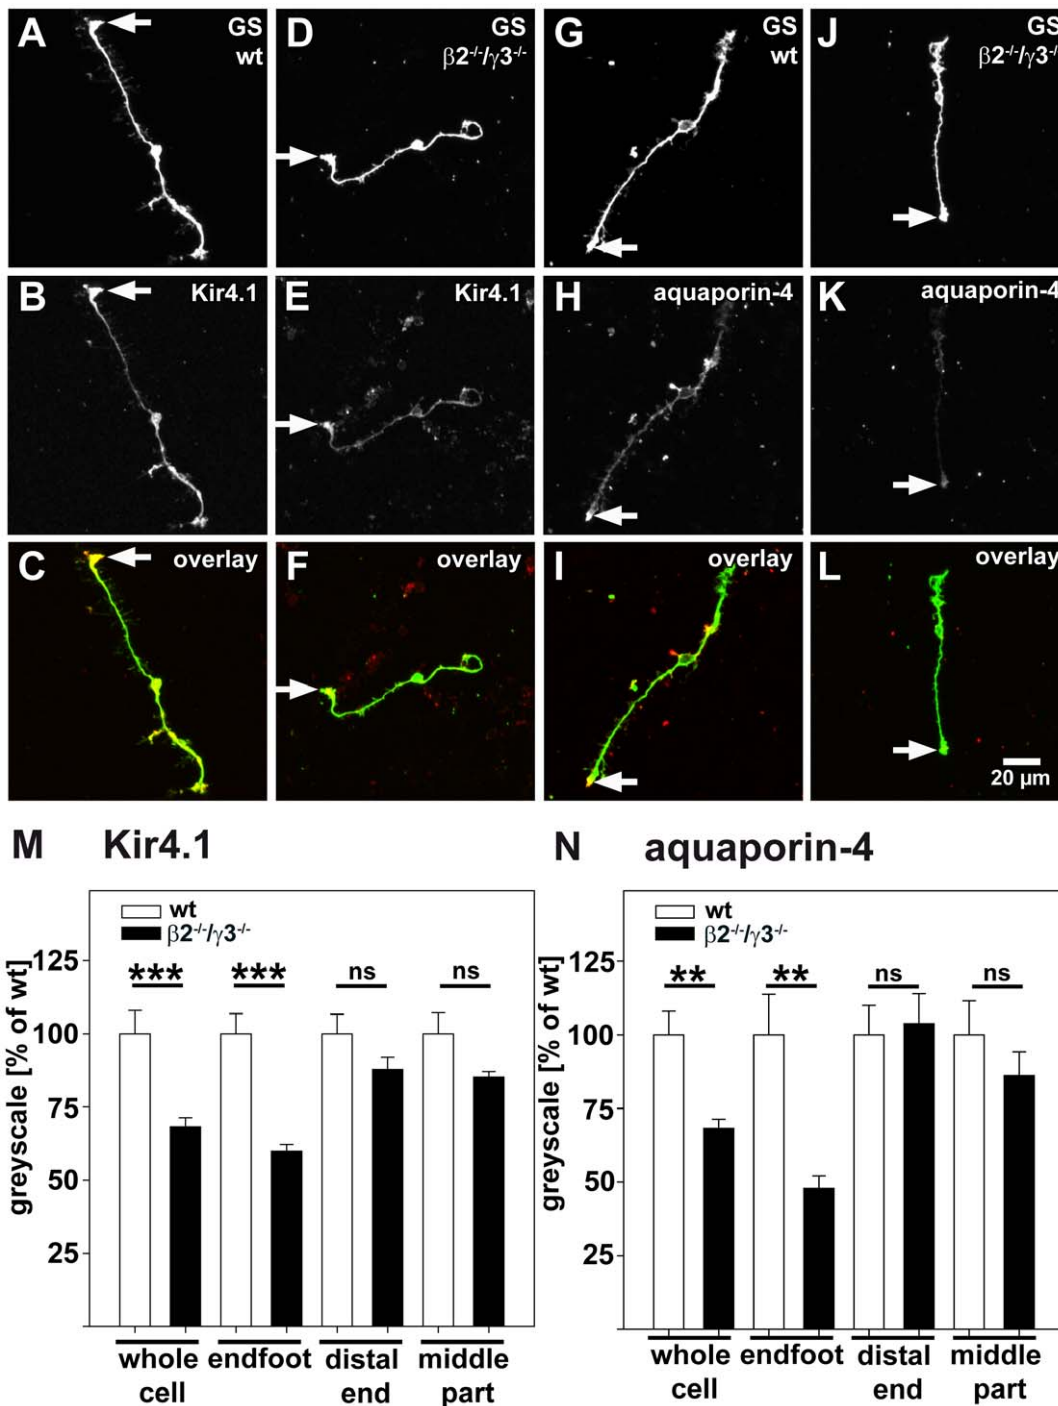 A
GS
wt
D
GS
β2⁻/⁻/γ3⁻/⁻
G
GS
wt
J
GS
β2⁻/⁻/γ3⁻/
B
Kir4.1
E
Kir4.1
H
aquaporin-4
K
aquaporin-4
C
overlay
F
overlay
I
overlay
L
overlay
20 µm
M Kir4.1
wt
β2⁻/⁻/γ3⁻/⁻
greyscale [% of wt]
125
100
75
50
25
***
***
ns
ns
whole
cell
endfoot
distal
end
middle
part
N aquaporin-4
wt
β2⁻/⁻/γ3⁻/⁻
greyscale [% of wt]
125
100
75
50
25
**
**
ns
ns
whole
cell
endfoot
distal
end
middle
part